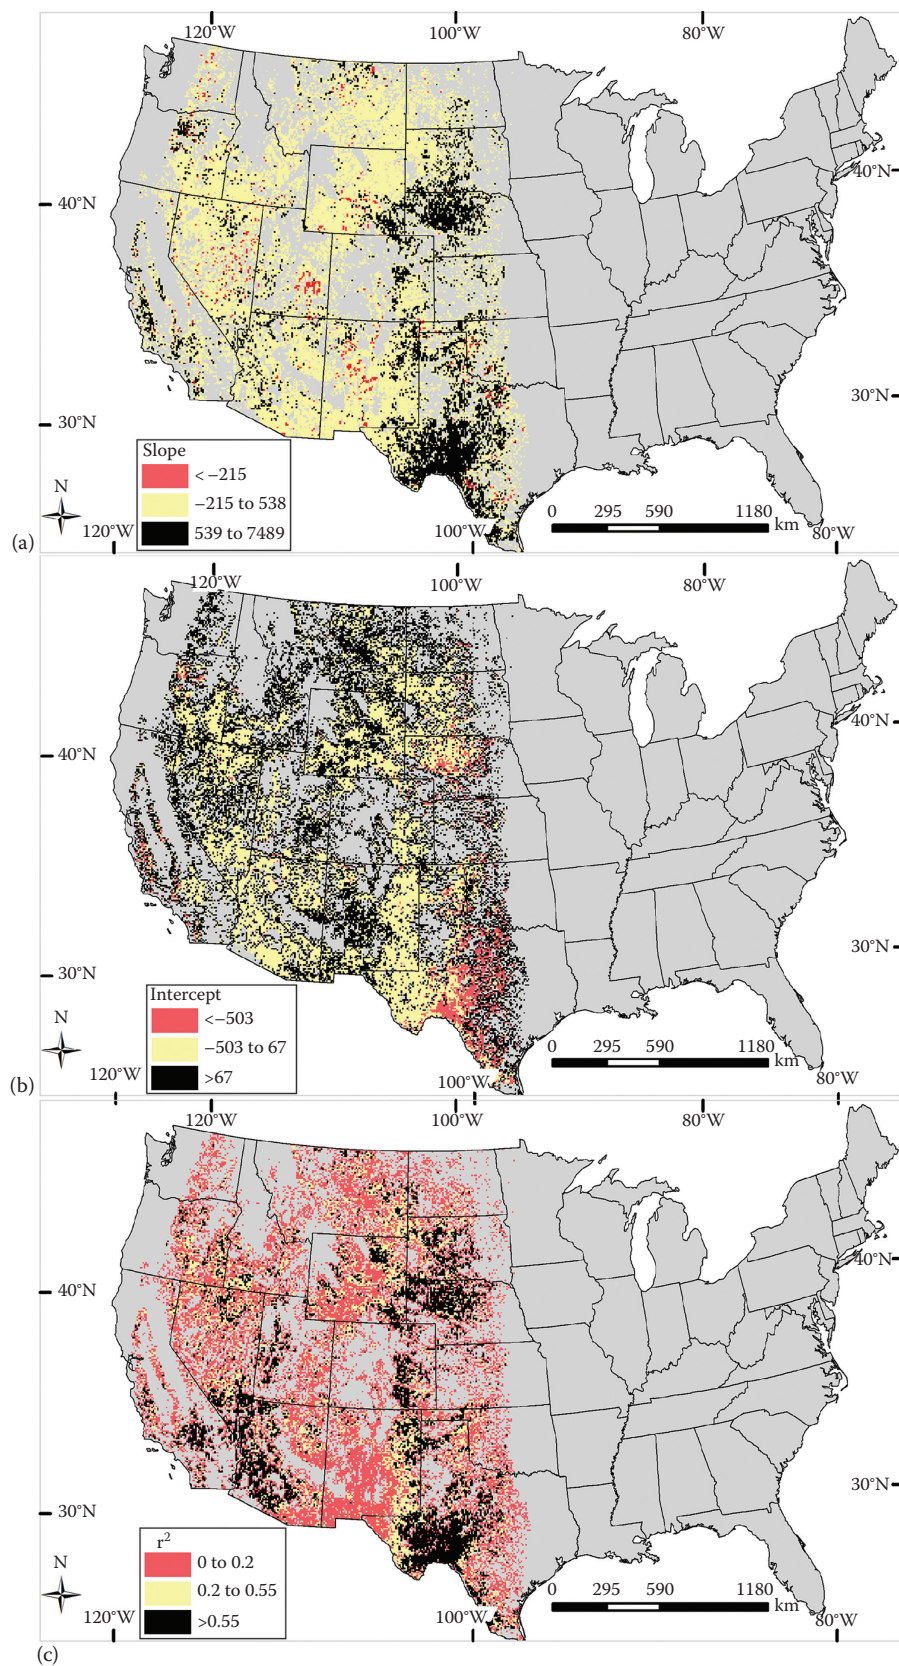 120°W 100°W 80°W
40°N 40°N
30°N 30°N
Slope
< −215
−215 to 538
539 to 7489
N
0 295 590 1180
km
(a)
120°W 100°W 80°W
120°W 100°W 80°W
40°N 40°N
30°N 30°N
Intercept
<−503
−503 to 67
>67
N
0 295 590 1180
km
(b)
120°W 100°W 80°W
120°W 100°W 80°W
40°N 40°N
30°N 30°N
r²
0 to 0.2
0.2 to 0.55
>0.55
N
0 295 590 1180
km
120°W 100°W 80°W
(c)